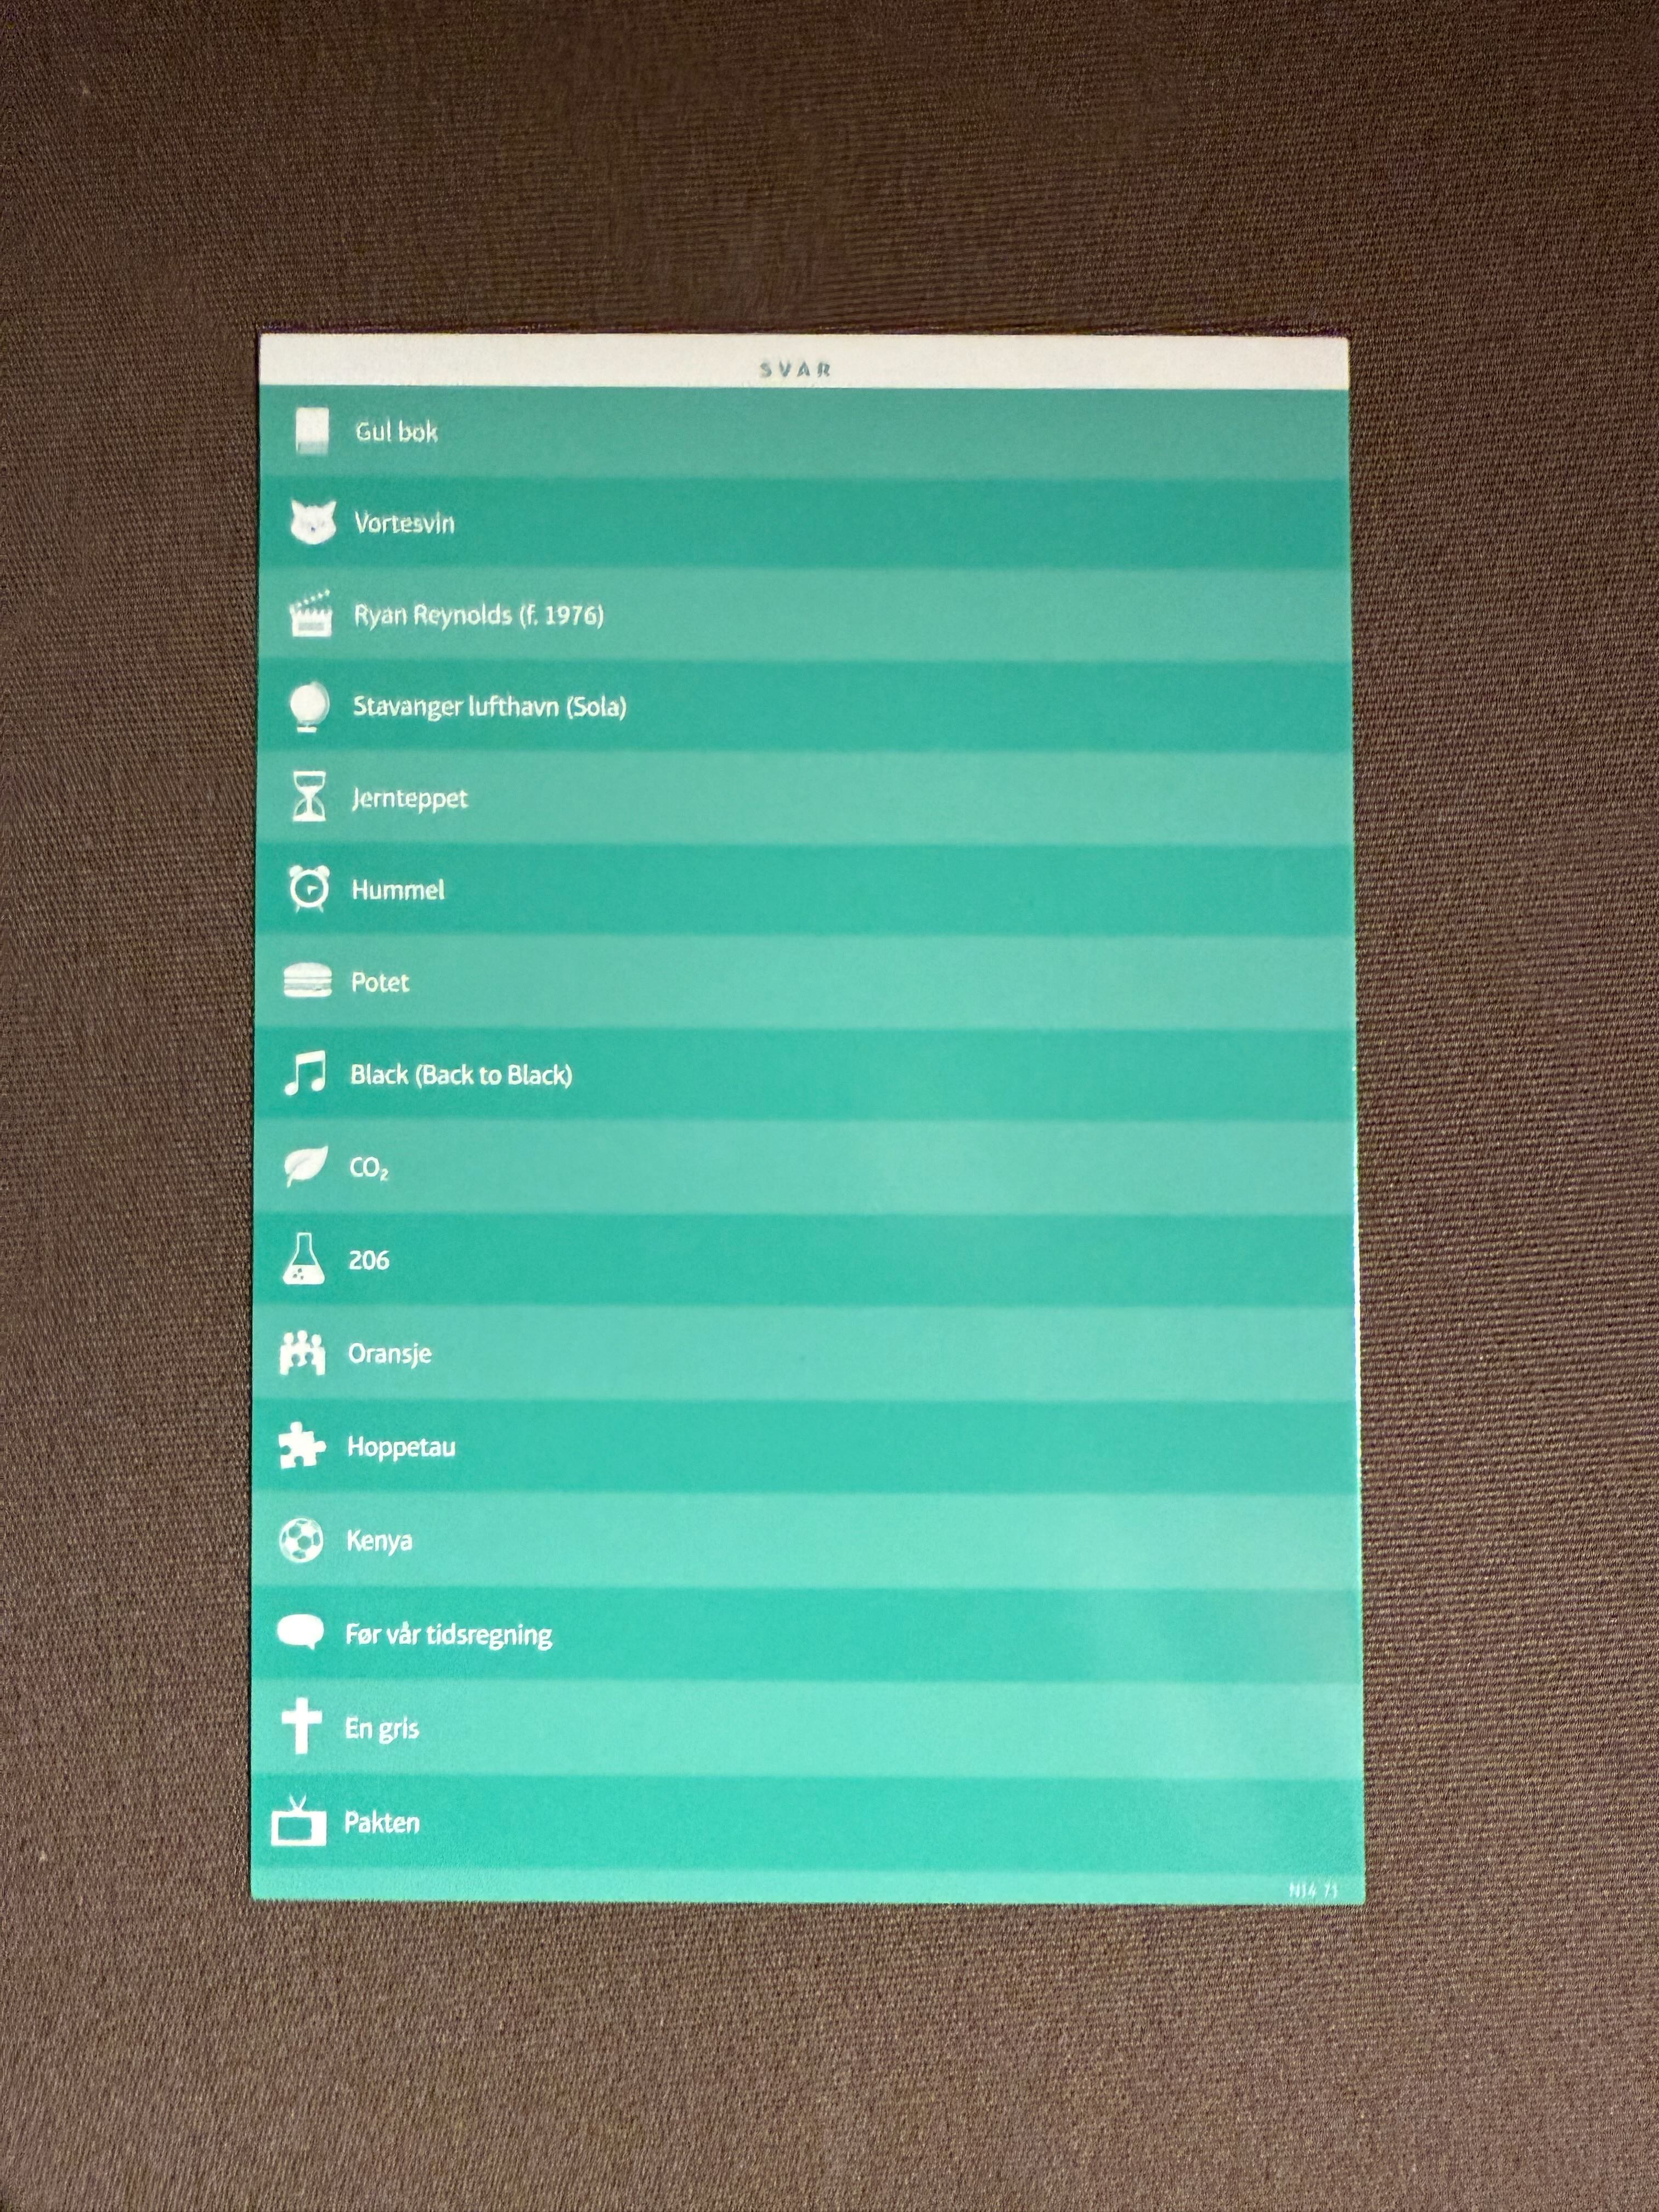 SVAR
Gul bok
Vortesvin
Ryan Reynolds (f. 1976)
Stavanger lufthavn (Sola)
Jernteppet
Hummel
Potet
Black (Back to Black)
CO₂
206
Oransje
Hoppetau
Kenya
Før vår tidsregning
En gris
Pakten
N14 71